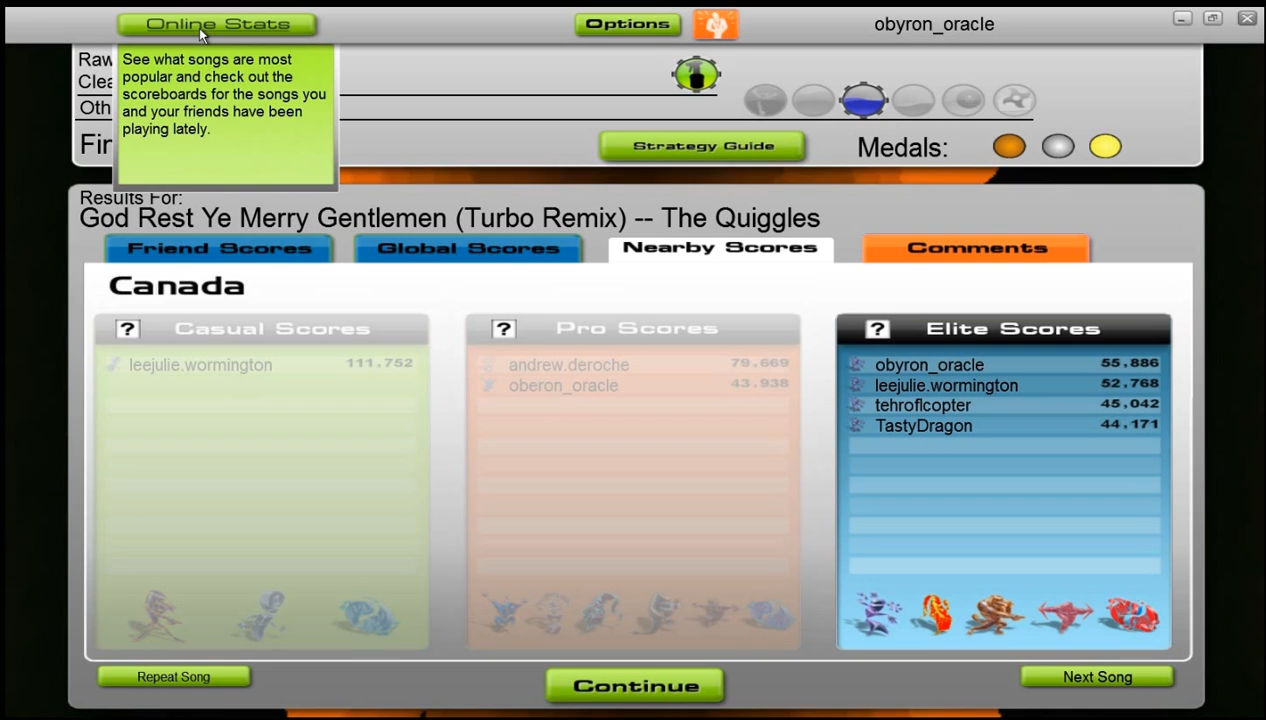 Online Stats
Options
obyron_oracle
See what songs are most
popular and check out the
scoreboards for the songs you
and your friends have been
playing lately.
Raw
Oth
Strategy Guide
Medals:
Results For:
God Rest Ye Merry Gentlemen (Turbo Remix) -- The Quiggles
Friend Scores
Global Scores
Nearby Scores
Comments
Canada
? Casual Scores
leejulie.wormington 111,752
? Pro Scores
andrew.deroche 79,669
oberon_oracle 43,938
? Elite Scores
obyron_oracle 55,886
leejulie.wormington 52,768
tehroflcopter 45,042
TastyDragon 44,171
Repeat Song
Continue
Next Song